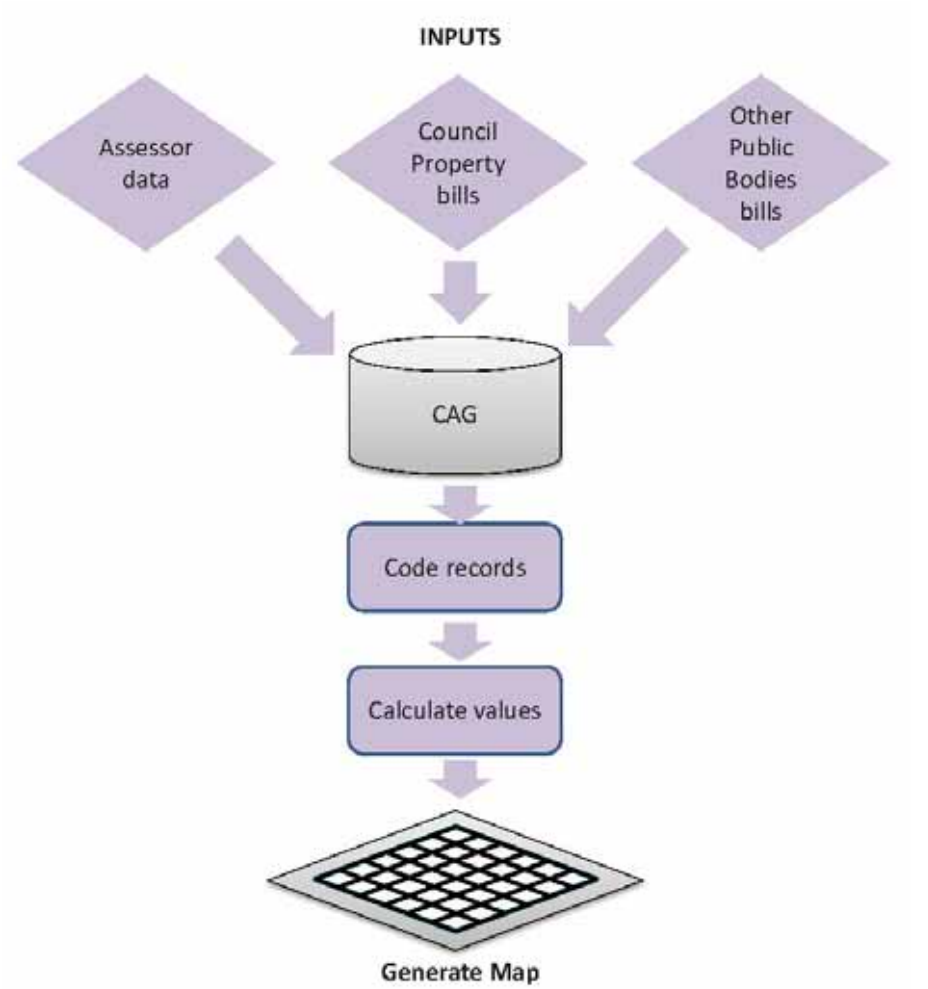 INPUTS
Assessor
data
Council
Property
bills
Other
Public
Bodies
bills
CAG
Code records
Calculate values
Generate Map